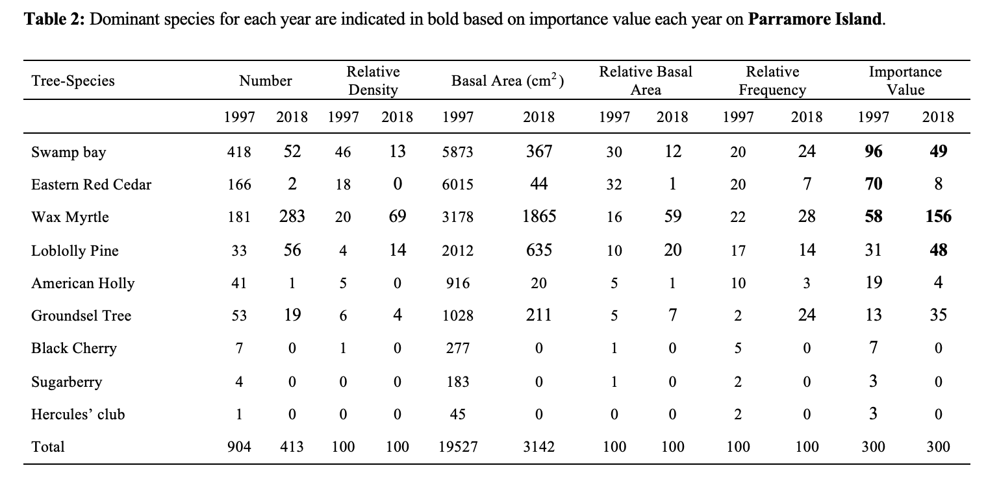 Table 2: Dominant species for each year are indicated in bold based on importance value each year on Parramore Island.
Tree-Species Number Relative Density Basal Area (cm²) Relative Basal Area Relative Frequency Importance Value
1997 2018 1997 2018 1997 2018 1997 2018 1997 2018 1997 2018
Swamp bay 418 52 46 13 5873 367 30 12 20 24 96 49
Eastern Red Cedar 166 2 18 0 6015 44 32 1 20 7 70 8
Wax Myrtle 181 283 20 69 3178 1865 16 59 22 28 58 156
Loblolly Pine 33 56 4 14 2012 635 10 20 17 14 31 48
American Holly 41 1 5 0 916 20 5 1 10 3 19 4
Groundsel Tree 53 19 6 4 1028 211 5 7 2 24 13 35
Black Cherry 7 0 1 0 277 0 1 0 5 0 7 0
Sugarberry 4 0 0 0 183 0 1 0 2 0 3 0
Hercules’ club 1 0 0 0 45 0 0 0 2 0 3 0
Total 904 413 100 100 19527 3142 100 100 100 100 300 300